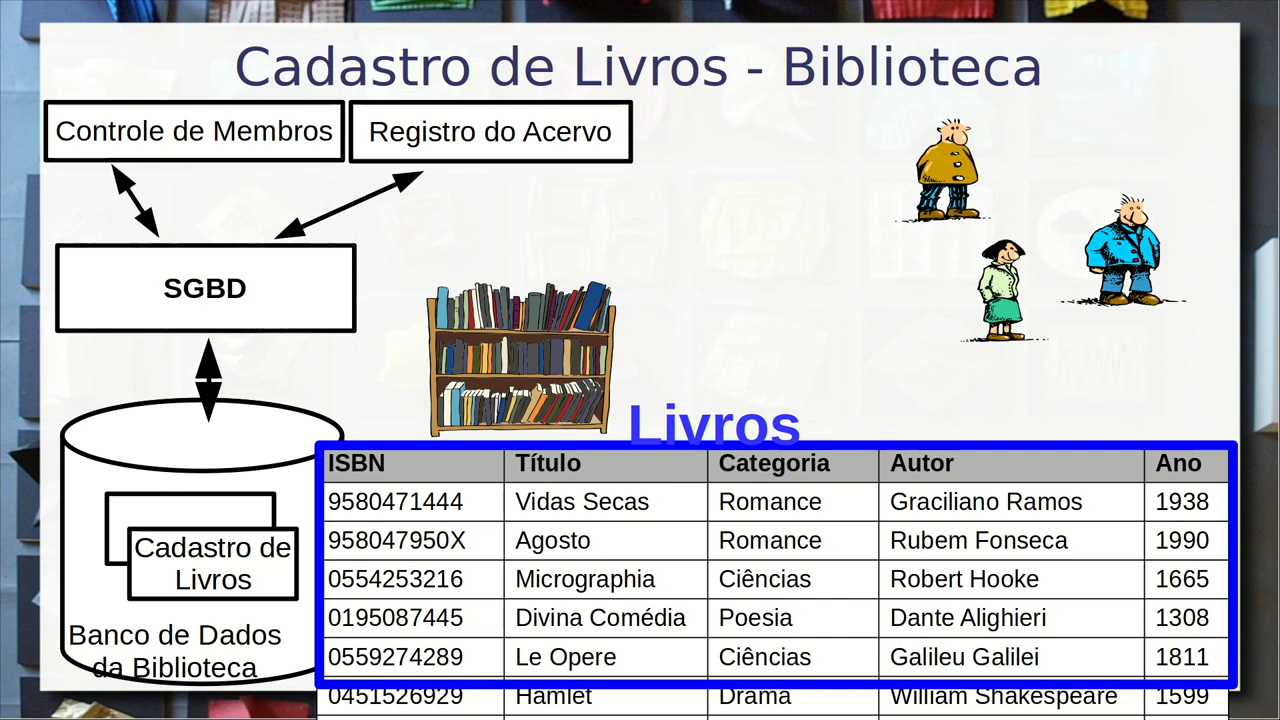 Cadastro de Livros - Biblioteca
Controle de Membros
Registro do Acervo
SGBD
Cadastro de
Livros
Banco de Dados
da Biblioteca
Livros
ISBN Título Categoria Autor Ano
9580471444 Vidas Secas Romance Graciliano Ramos 1938
958047950X Agosto Romance Rubem Fonseca 1990
0554253216 Micrographia Ciências Robert Hooke 1665
0195087445 Divina Comédia Poesia Dante Alighieri 1308
0559274289 Le Opere Ciências Galileu Galilei 1811
0451526929 Hamlet Drama William Shakespeare 1599